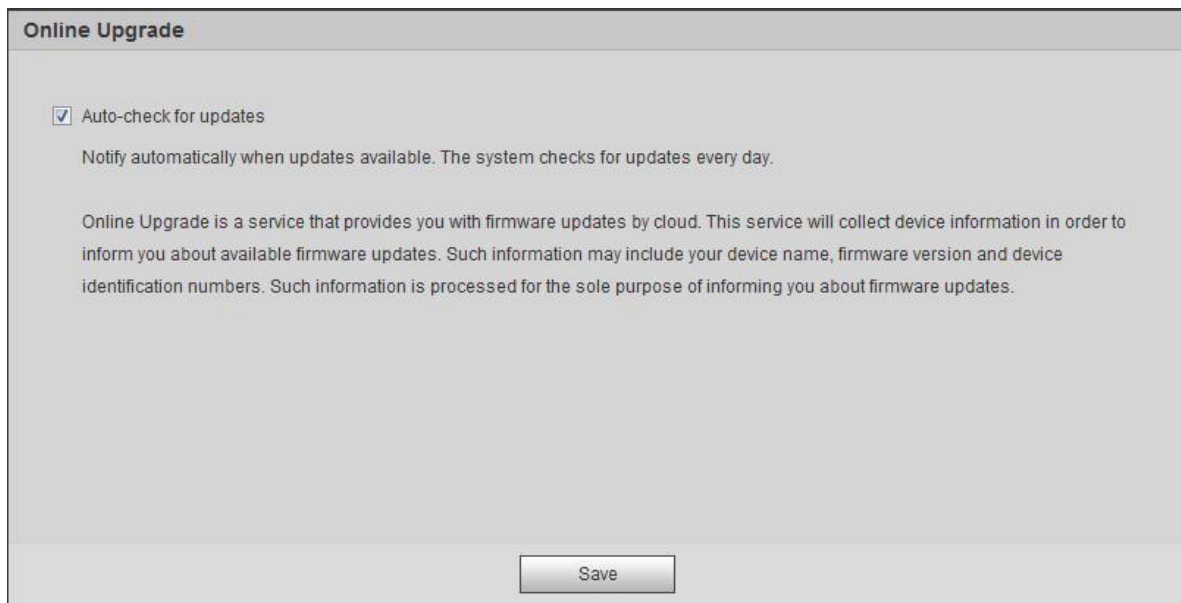 Online Upgrade
Auto-check for updates
Notify automatically when updates available. The system checks for updates every day.
Online Upgrade is a service that provides you with firmware updates by cloud. This service will collect device information in order to
inform you about available firmware updates. Such information may include your device name, firmware version and device
identification numbers. Such information is processed for the sole purpose of informing you about firmware updates.
Save